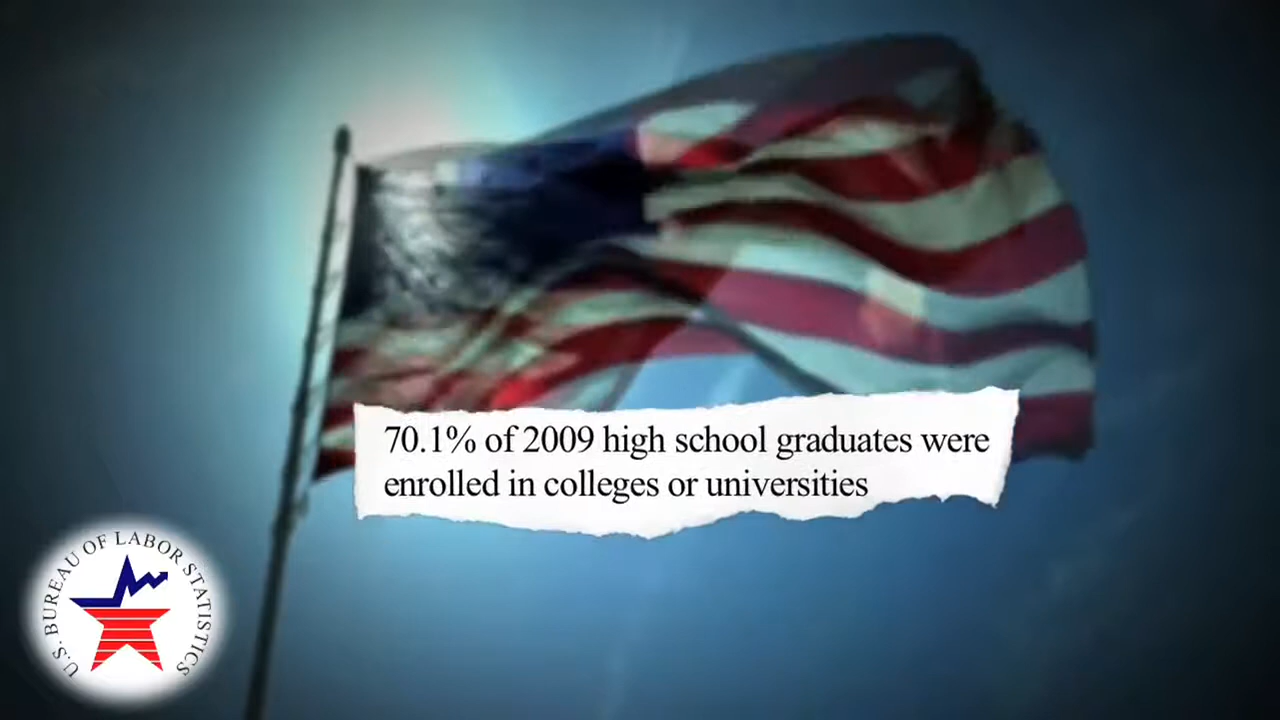 70.1% of 2009 high school graduates were
enrolled in colleges or universities
U.S. BUREAU OF LABOR STATISTICS